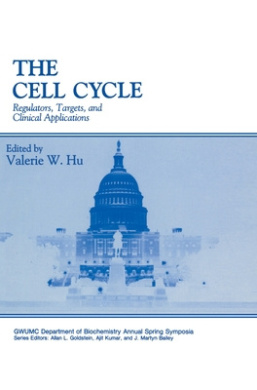 THE
CELL CYCLE
Regulators, Targets, and
Clinical Applications
Edited by
Valerie W. Hu
GWUMC Department of Biochemistry Annual Spring Symposia
Series Editors: Allan L. Goldstein, Ajit Kumar, and J. Martyn Bailey